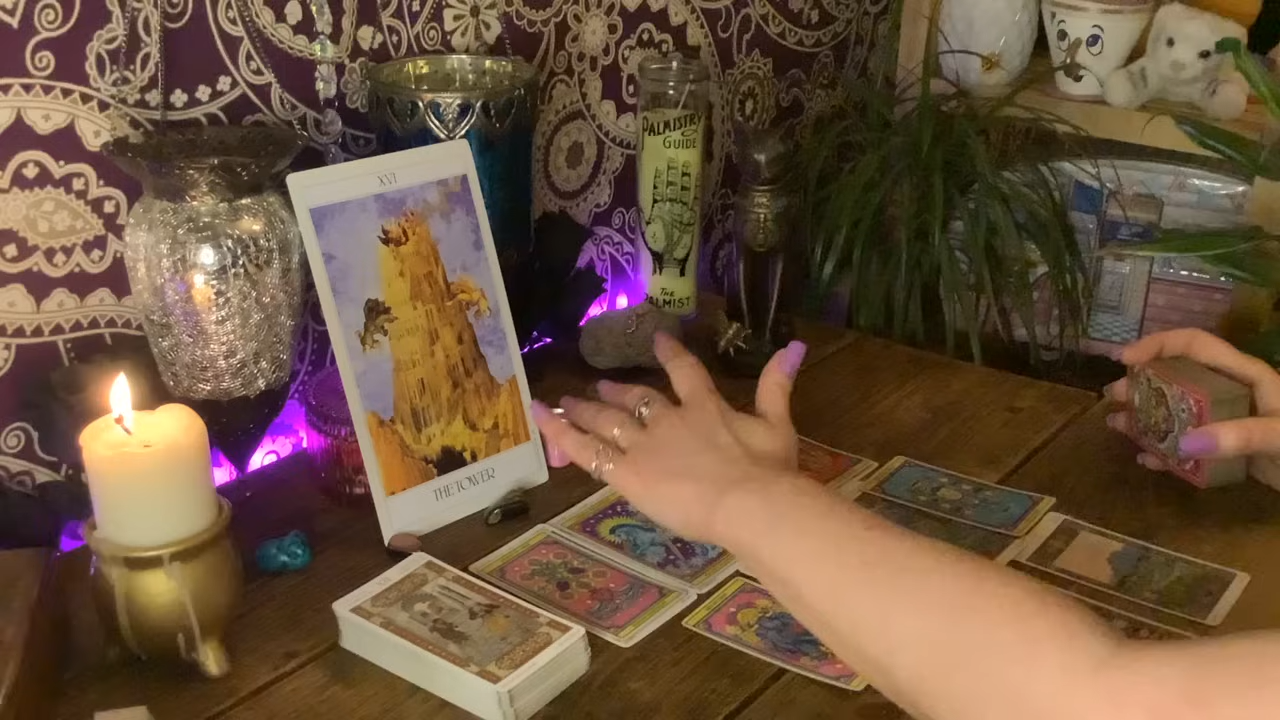 XVI
THE TOWER
PALMISTRY
GUIDE
THE
PALMIST